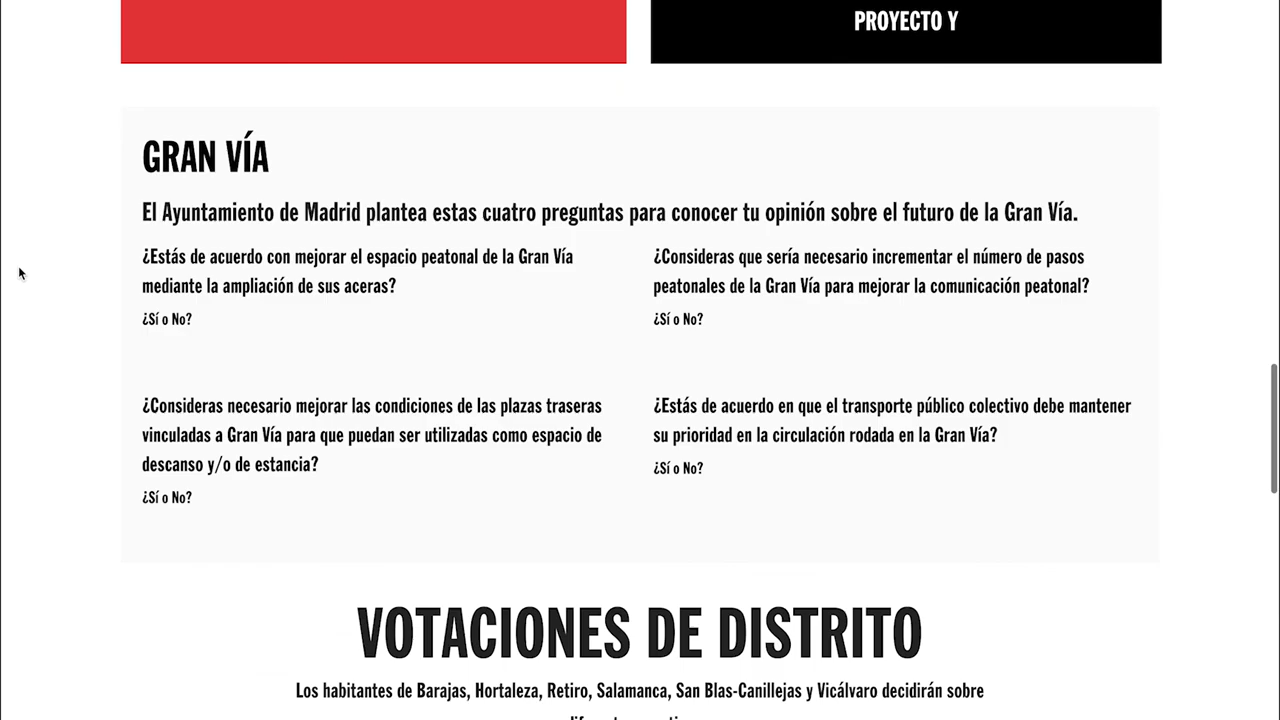 PROYECTO Y
GRAN VÍA
El Ayuntamiento de Madrid plantea estas cuatro preguntas para conocer tu opinión sobre el futuro de la Gran Vía.
¿Estás de acuerdo con mejorar el espacio peatonal de la Gran Vía
mediante la ampliación de sus aceras?
¿Sí o No?
¿Consideras que sería necesario incrementar el número de pasos
peatonales de la Gran Vía para mejorar la comunicación peatonal?
¿Sí o No?
¿Consideras necesario mejorar las condiciones de las plazas traseras
vinculadas a Gran Vía para que puedan ser utilizadas como espacio de
descanso y/o de estancia?
¿Sí o No?
¿Estás de acuerdo en que el transporte público colectivo debe mantener
su prioridad en la circulación rodada en la Gran Vía?
¿Sí o No?
VOTACIONES DE DISTRITO
Los habitantes de Barajas, Hortaleza, Retiro, Salamanca, San Blas-Canillejas y Vicálvaro decidirán sobre